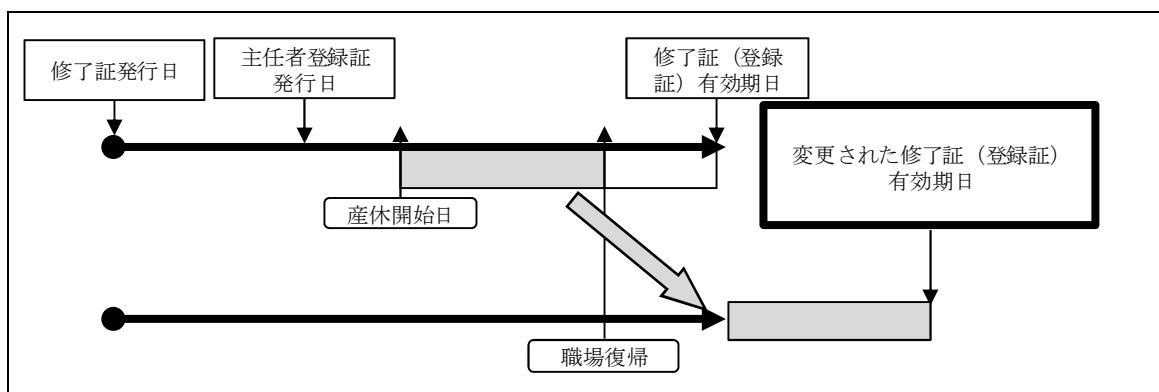 修了証発行日
主任者登録証
発行日
修了証（登録
証）有効期日
変更された修了証（登録証）
有効期日
産休開始日
職場復帰